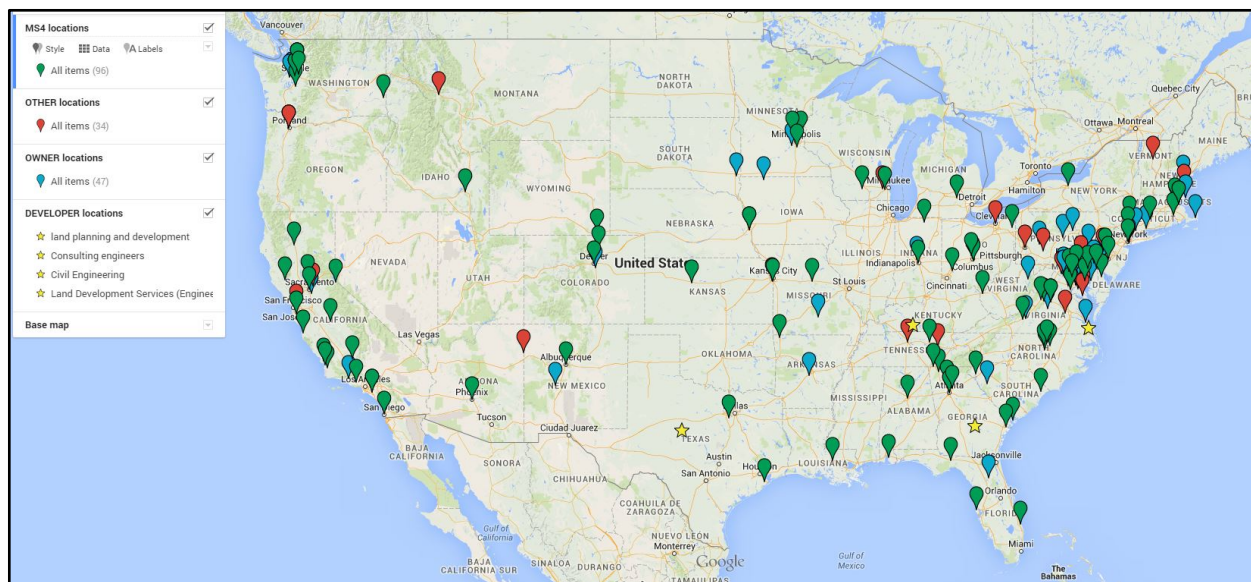 MS4 locations
Style Data Labels
All items (96)
OTHER locations
All items (34)
OWNER locations
All items (47)
DEVELOPER locations
land planning and development
Consulting engineers
Civil Engineering
Land Development Services (Enginee
Base map
Vancouver
WASHINGTON
Portland
OREGON
IDAHO
MONTANA
NORTH DAKOTA
SOUTH DAKOTA
MINNESOTA
Minneapolis
WISCONSIN
Milwaukee
MICHIGAN
Detroit
Chicago
Toronto
Hamilton
Ottawa
Montreal
Quebec City
MAINE
VERMONT
NEW YORK
WYOMING
NEBRASKA
IOWA
ILLINOIS
INDIANA
Indianapolis
Columbus
Cincinnati
Pittsburgh
New York
NJ
DELAWARE
WEST VIRGINIA
VIRGINIA
NEVADA
UTAH
COLORADO
Denver
United States
KANSAS
Kansas City
MISSOURI
St Louis
KENTUCKY
Sacramento
San Francisco
San Jose
CALIFORNIA
Las Vegas
Los Angeles
San Diego
ARIZONA
Phoenix
Tucson
Albuquerque
NEW MEXICO
OKLAHOMA
ARKANSAS
TENNESSEE
NORTH CAROLINA
SOUTH CAROLINA
MISSISSIPPI
ALABAMA
Atlanta
GEORGIA
Dallas
TEXAS
Austin
San Antonio
Houston
LOUISIANA
Jacksonville
Orlando
FLORIDA
Miami
Ciudad Juarez
BAJA CALIFORNIA
SONORA
CHIHUAHUA
COAHUILA DE ZARAGOZA
NUEVO LEON
Monterrey
Gulf of California
BAJA CALIFORNIA SUR
SINALOA
DURANGO
TAMAULIPAS
Google
Gulf of Mexico
The Bahamas